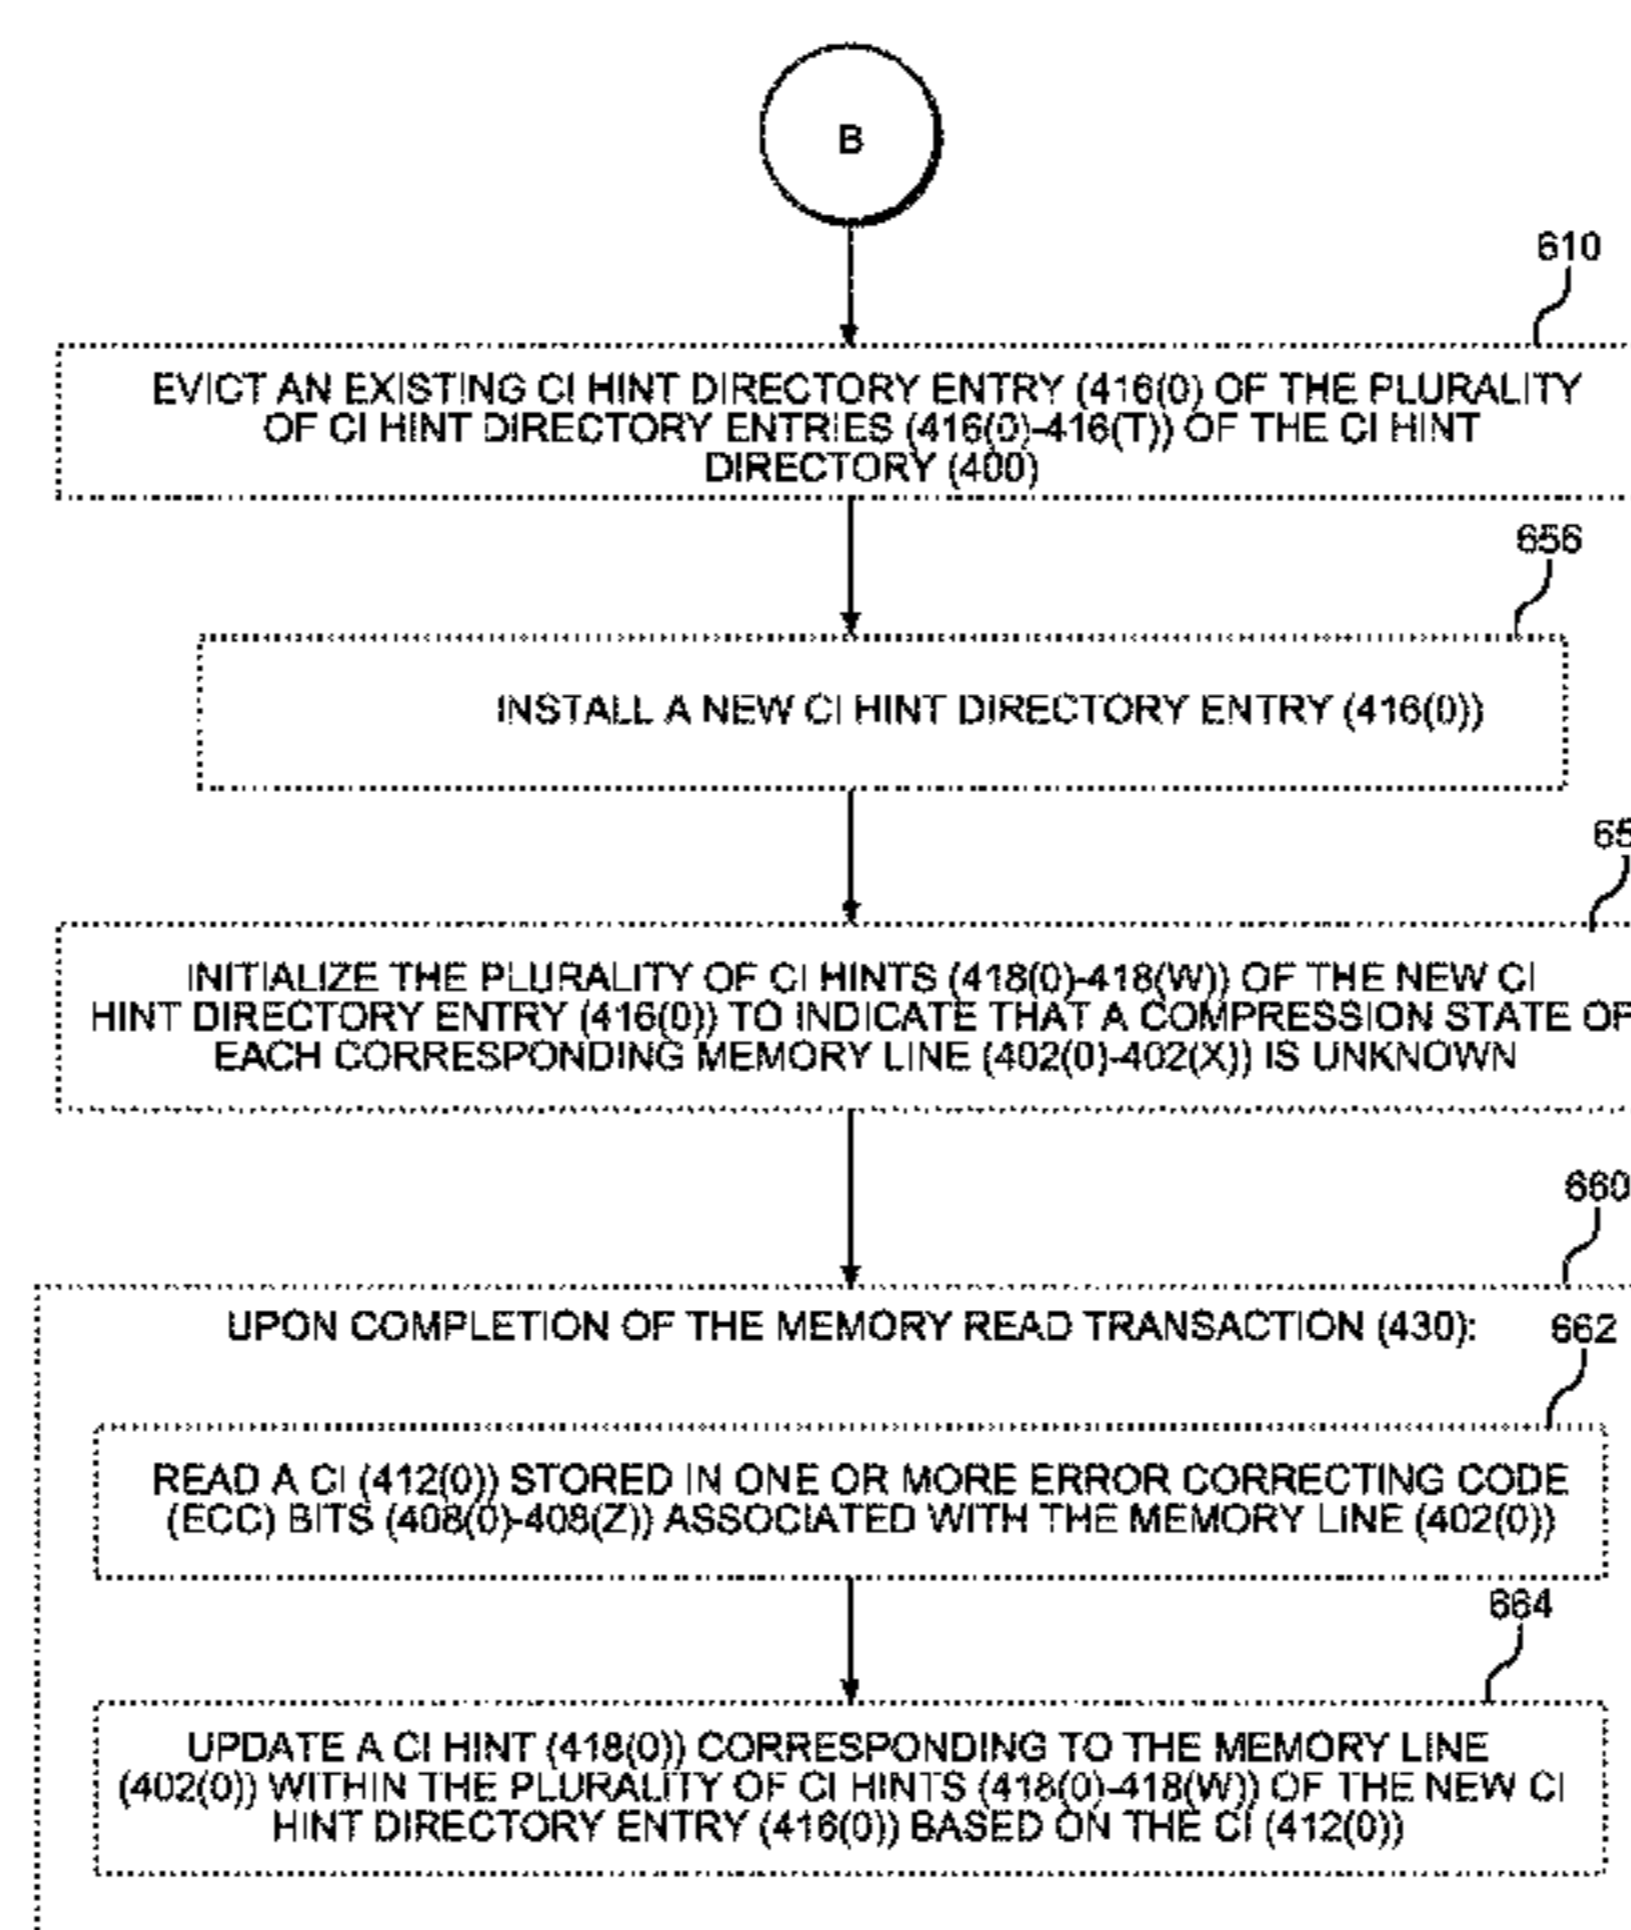 B
610
EVICT AN EXISTING CI HINT DIRECTORY ENTRY (416(0) OF THE PLURALITY
OF CI HINT DIRECTORY ENTRIES (416(0)-416(T)) OF THE CI HINT
DIRECTORY (400)
656
INSTALL A NEW CI HINT DIRECTORY ENTRY (416(0))
65
INITIALIZE THE PLURALITY OF CI HINTS (418(0)-418(W)) OF THE NEW CI
HINT DIRECTORY ENTRY (416(0)) TO INDICATE THAT A COMPRESSION STATE OF
EACH CORRESPONDING MEMORY LINE (402(0)-402(X)) IS UNKNOWN
660
UPON COMPLETION OF THE MEMORY READ TRANSACTION (430):
662
READ A CI (412(0)) STORED IN ONE OR MORE ERROR CORRECTING CODE
(ECC) BITS (408(0)-408(Z)) ASSOCIATED WITH THE MEMORY LINE (402(0))
664
UPDATE A CI HINT (418(0)) CORRESPONDING TO THE MEMORY LINE
(402(0)) WITHIN THE PLURALITY OF CI HINTS (418(0)-418(W)) OF THE NEW CI
HINT DIRECTORY ENTRY (416(0)) BASED ON THE CI (412(0))